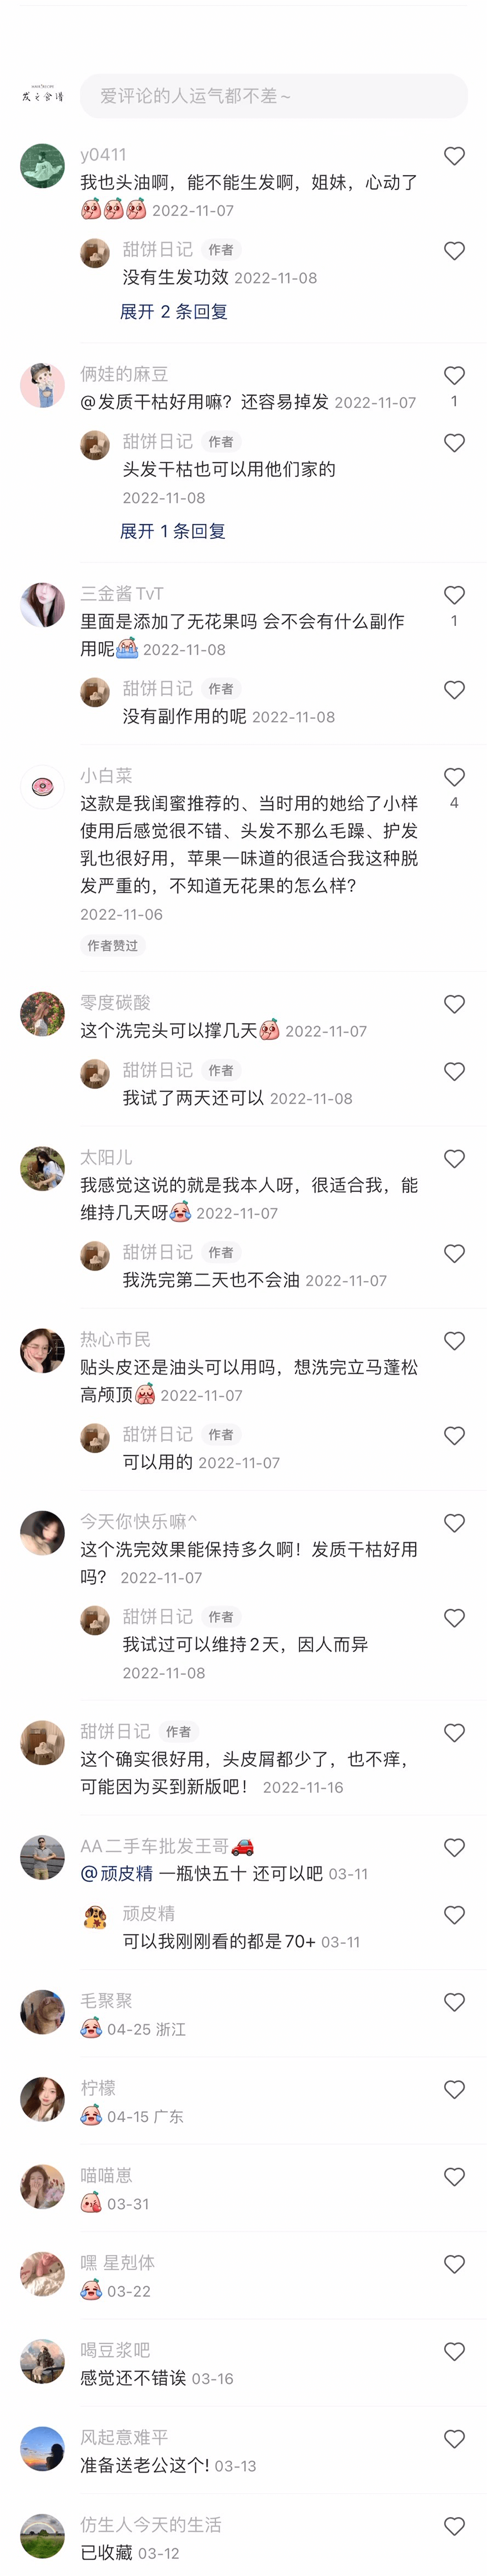 发之食谱
爱评论的人运气都不差~
y0411
我也头油啊，能不能生发啊，姐妹，心动了
2022-11-07
甜饼日记 作者
没有生发功效 2022-11-08
展开 2 条回复
俩娃的麻豆
@发质干枯好用嘛？还容易掉发 2022-11-07
1
甜饼日记 作者
头发干枯也可以用他们家的
2022-11-08
展开 1 条回复
三金酱TvT
里面是添加了无花果吗 会不会有什么副作
1
用呢 2022-11-08
甜饼日记 作者
没有副作用的呢 2022-11-08
小白菜
这款是我闺蜜推荐的、当时用的她给了小样
4
使用后感觉很不错、头发不那么毛躁、护发
乳也很好用，苹果一味道的很适合我这种脱
发严重的，不知道无花果的怎么样？
2022-11-06
作者赞过
零度碳酸
这个洗完头可以撑几天 2022-11-07
甜饼日记 作者
我试了两天还可以 2022-11-08
太阳儿
我感觉这说的就是我本人呀，很适合我，能
维持几天呀 2022-11-07
甜饼日记 作者
我洗完第二天也不会油 2022-11-07
热心市民
贴头皮还是油头可以用吗，想洗完立马蓬松
高颅顶 2022-11-07
甜饼日记 作者
可以用的 2022-11-07
今天你快乐嘛^
这个洗完效果能保持多久啊！发质干枯好用
吗？ 2022-11-07
甜饼日记 作者
我试过可以维持2天，因人而异
2022-11-08
甜饼日记 作者
这个确实很好用，头皮屑都少了，也不痒，
可能因为买到新版吧！ 2022-11-16
AA二手车批发王哥
@顽皮精 一瓶快五十 还可以吧 03-11
顽皮精
可以我刚刚看的都是70+ 03-11
毛聚聚
04-25 浙江
柠檬
04-15 广东
喵喵崽
03-31
嘿 星剋体
03-22
喝豆浆吧
感觉还不错诶 03-16
风起意难平
准备送老公这个! 03-13
仿生人今天的生活
已收藏 03-12